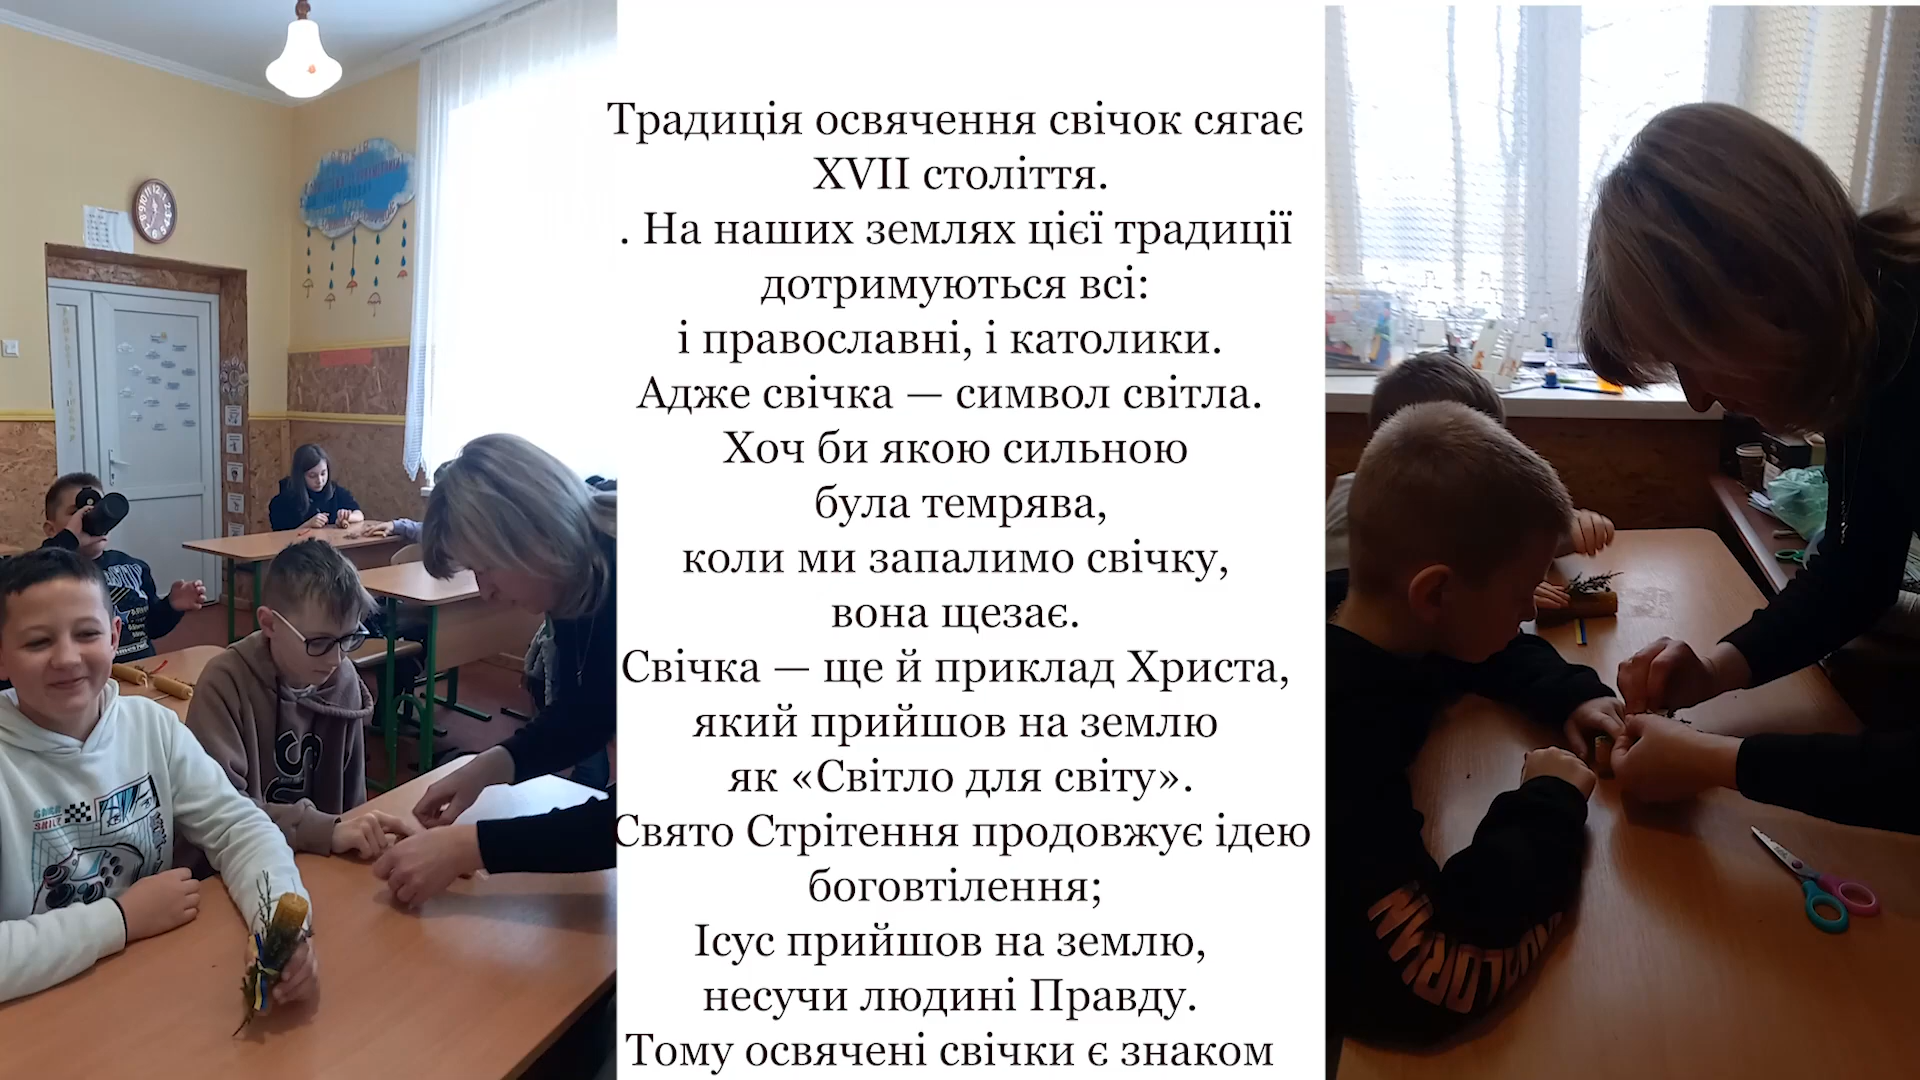 Традиція освячення свічок сягає
XVII століття.
. На наших землях цієї традиції
дотримуються всі:
і православні, і католики.
Адже свічка — символ світла.
Хоч би якою сильною
була темрява,
коли ми запалимо свічку,
вона щезає.
Свічка — ще й приклад Христа,
який прийшов на землю
як «Світло для світу».
Свято Стрітення продовжує ідею
боговтілення;
Ісус прийшов на землю,
несучи людині Правду.
Тому освячені свічки є знаком
GAME
SKILL